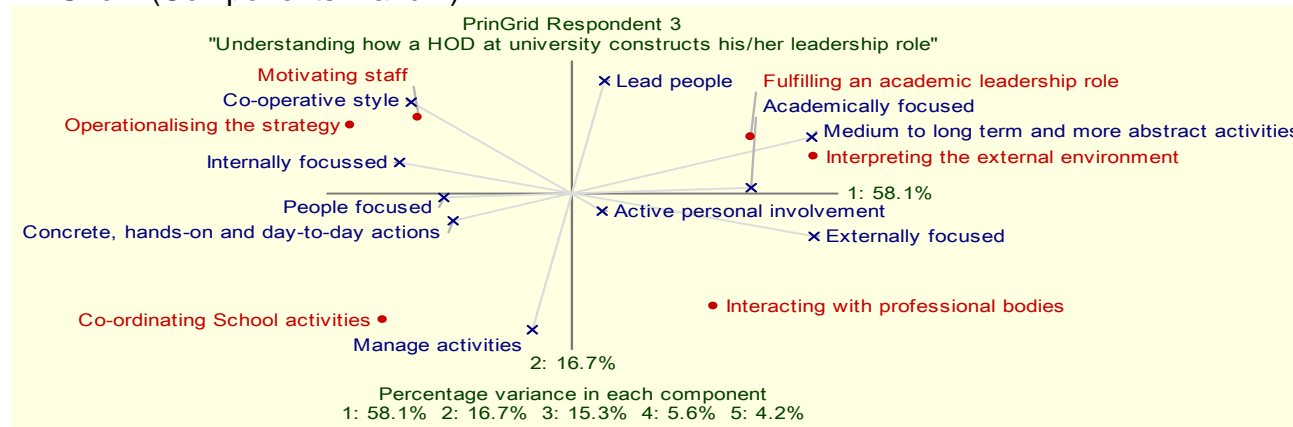 PrinGrid Respondent 3
"Understanding how a HOD at university constructs his/her leadership role"
Motivating staff
Lead people
Fulfilling an academic leadership role
Co-operative style
Academically focused
Operationalising the strategy
Medium to long term and more abstract activities
Internally focussed
Interpreting the external environment
1: 58.1%
People focused
Active personal involvement
Concrete, hands-on and day-to-day actions
Externally focused
Interacting with professional bodies
Co-ordinating School activities
Manage activities
2: 16.7%
Percentage variance in each component
1: 58.1% 2: 16.7% 3: 15.3% 4: 5.6% 5: 4.2%